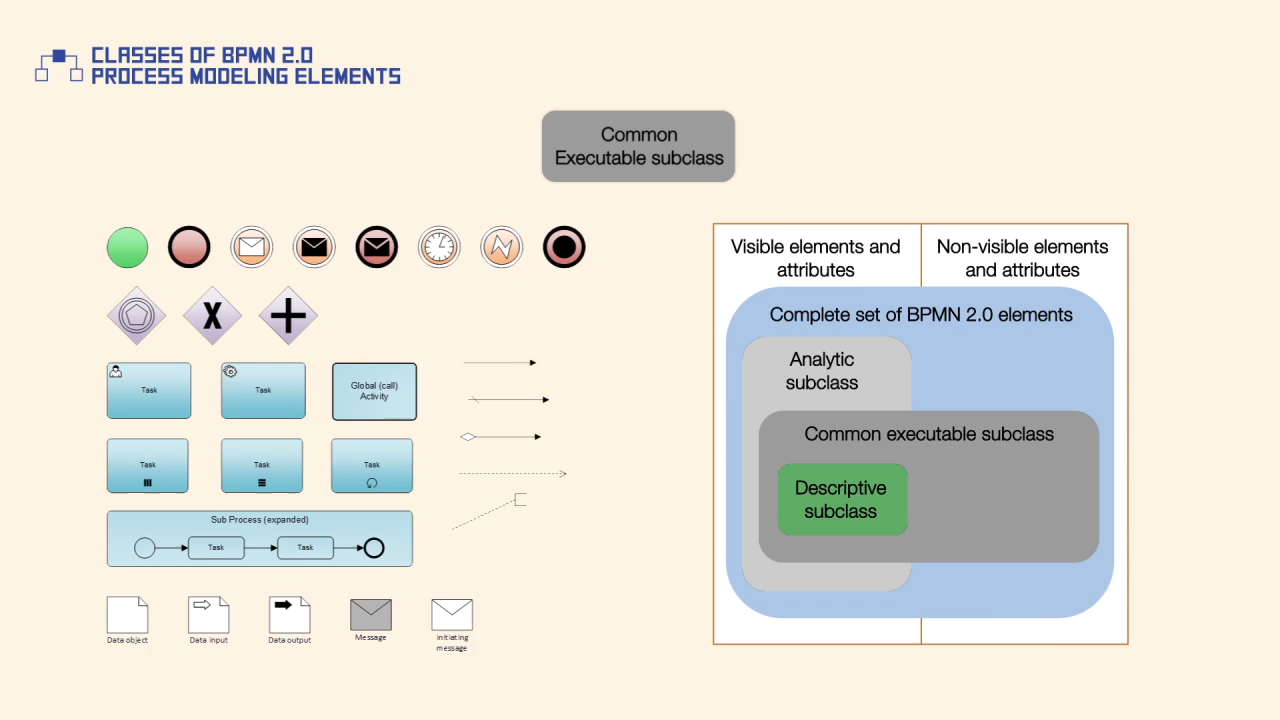 CLASSES OF BPMN 2.0
PROCESS MODELING ELEMENTS
Common
Executable subclass
Task
Task
Global (call)
Activity
Task
Task
Task
Sub Process (expanded)
Task
Task
Data object
Data input
Data output
Message
Initiating
message
Visible elements and
attributes
Non-visible elements
and attributes
Complete set of BPMN 2.0 elements
Analytic
subclass
Common executable subclass
Descriptive
subclass